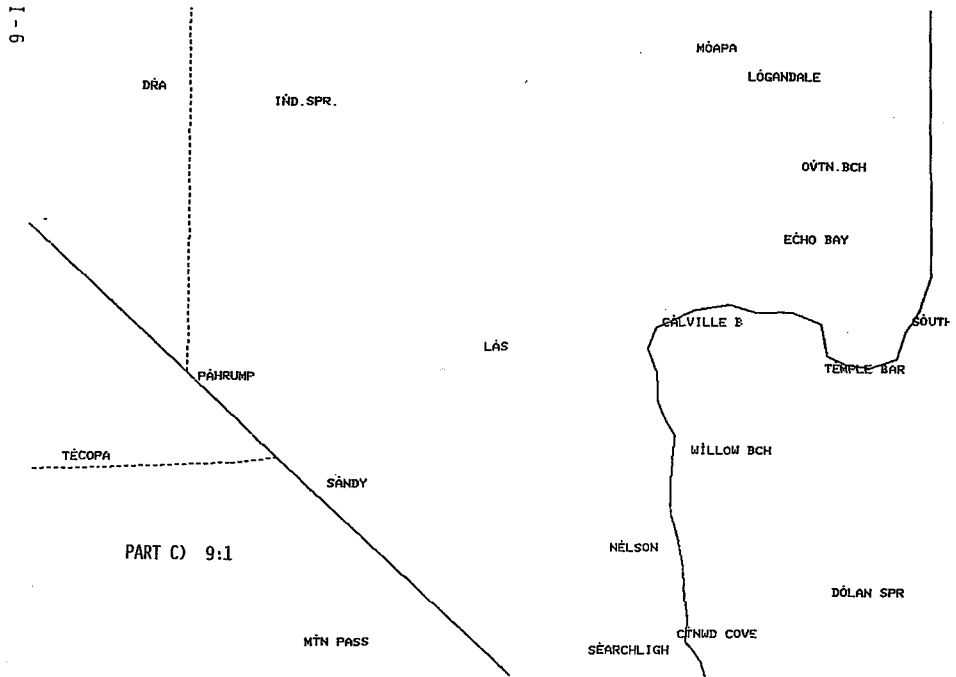 9-I
MOAPA
LOGANDALE
DRA
IND.SPR.
OVTN.BCH
ECHO BAY
CALVILLE B
SOUTH
LAS
TEMPLE BAR
PAHRUMP
WILLOW BCH
TECOPA
SANDY
NELSON
PART C) 9:1
DOLAN SPR
CTNWD COVE
MTN PASS
SEARCHLIGH